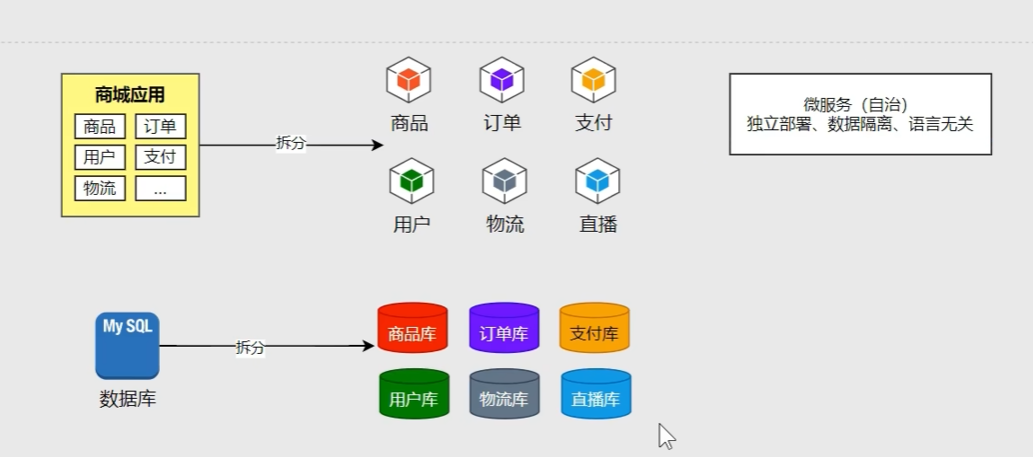 商城应用
商品 订单
用户 支付
物流 ...
拆分
商品 订单 支付
用户 物流 直播
微服务（自治）
独立部署、数据隔离、语言无关
My SQL
数据库
拆分
商品库 订单库 支付库
用户库 物流库 直播库